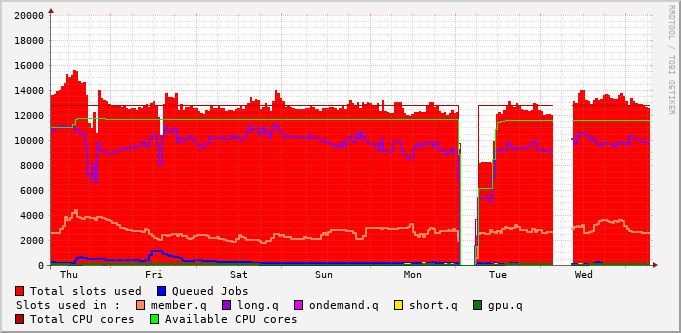 20000
18000
16000
14000
12000
10000
8000
6000
4000
2000
0
Thu Fri Sat Sun Mon Tue Wed
Total slots used Queued Jobs
Slots used in : member.q long.q ondemand.q short.q gpu.q
Total CPU cores Available CPU cores
RRDTOOL / TOBI OETIKER